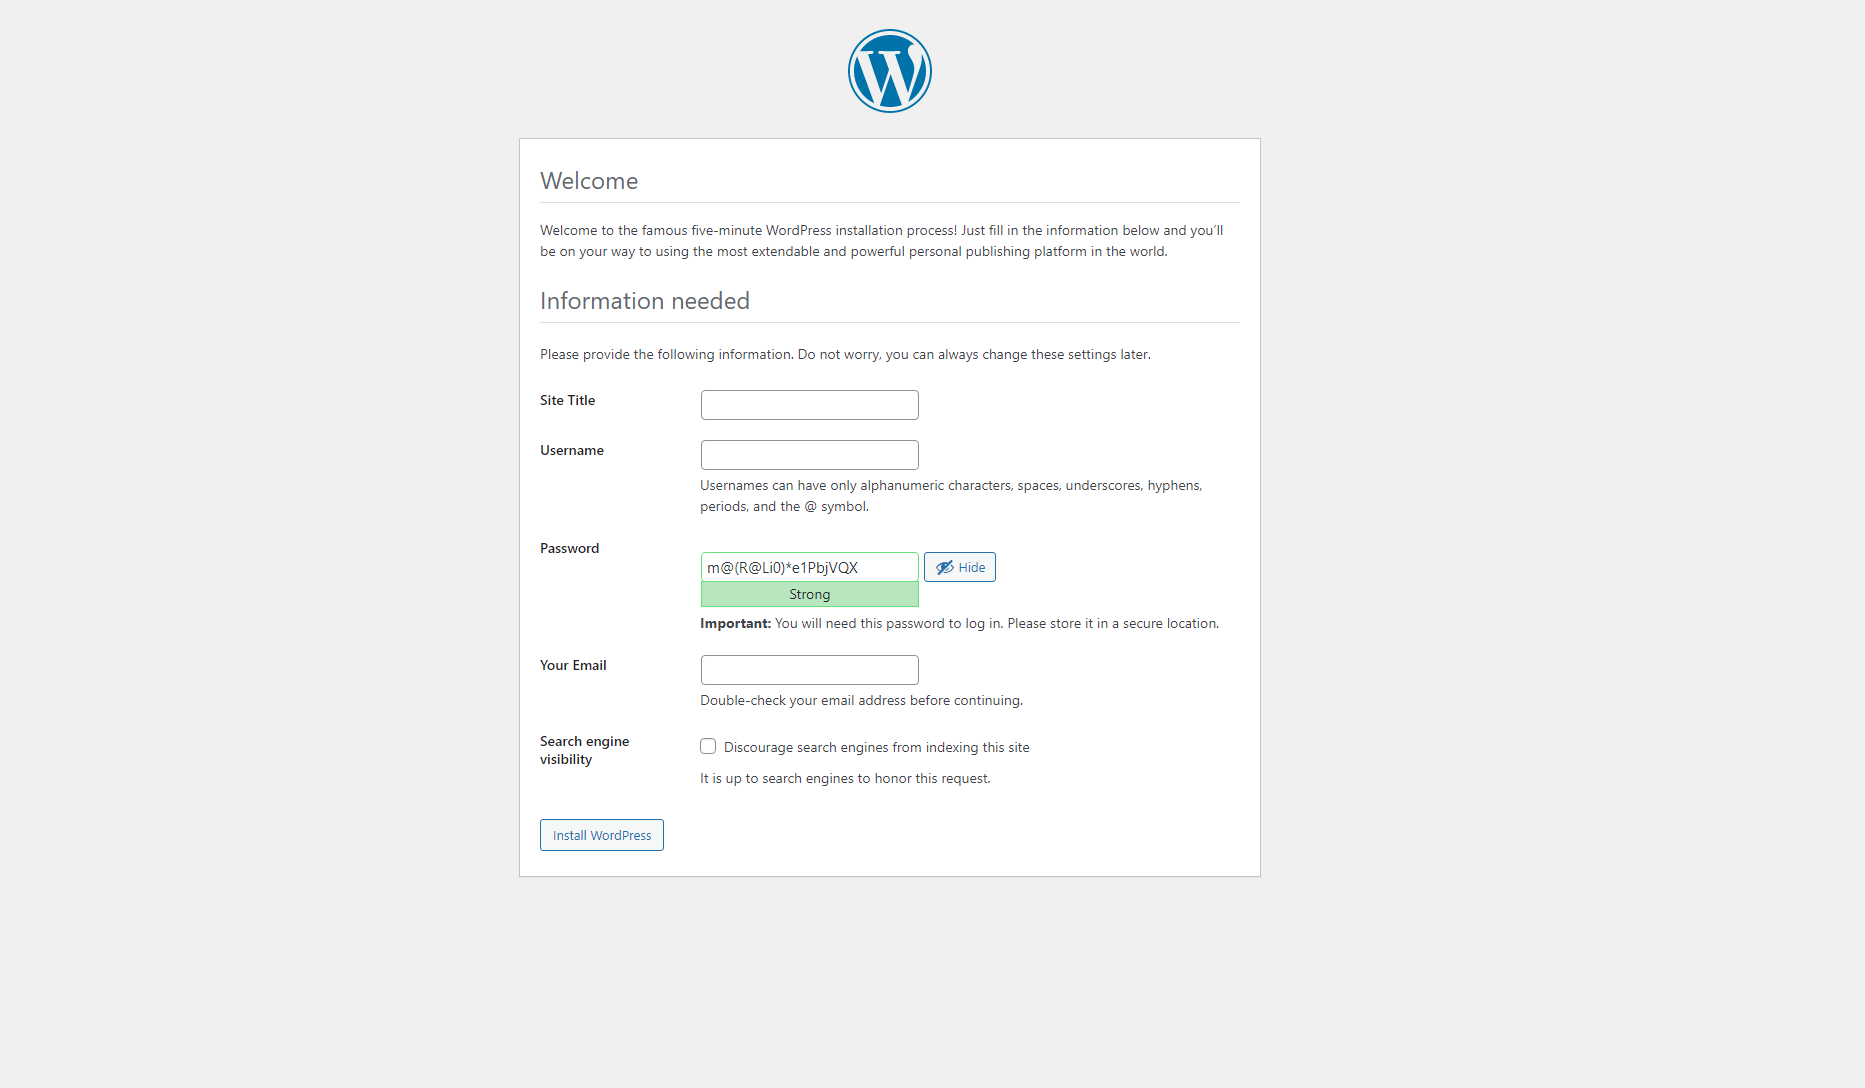 Welcome
Welcome to the famous five-minute WordPress installation process! Just fill in the information below and you’ll
be on your way to using the most extendable and powerful personal publishing platform in the world.
Information needed
Please provide the following information. Do not worry, you can always change these settings later.
Site Title
Username
Usernames can have only alphanumeric characters, spaces, underscores, hyphens,
periods, and the @ symbol.
Password
m@(R@Li0)*e1PbjVQX
Hide
Strong
Important: You will need this password to log in. Please store it in a secure location.
Your Email
Double-check your email address before continuing.
Search engine
visibility
Discourage search engines from indexing this site
It is up to search engines to honor this request.
Install WordPress